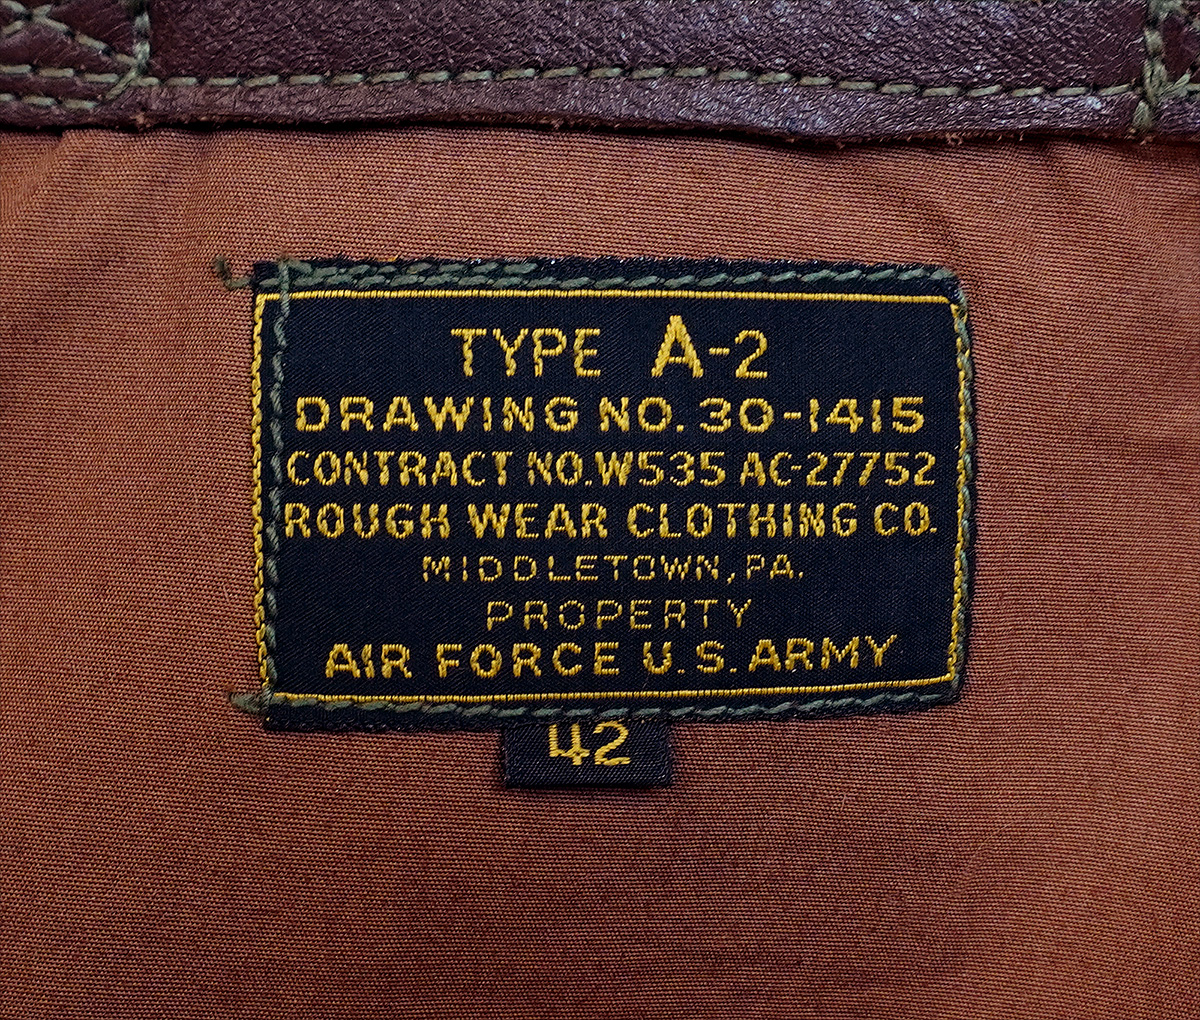 TYPE A-2
DRAWING NO. 30-1415
CONTRACT NO. W535 AC-27752
ROUGH WEAR CLOTHING CO.
MIDDLETOWN, PA.
PROPERTY
AIR FORCE U.S. ARMY
42